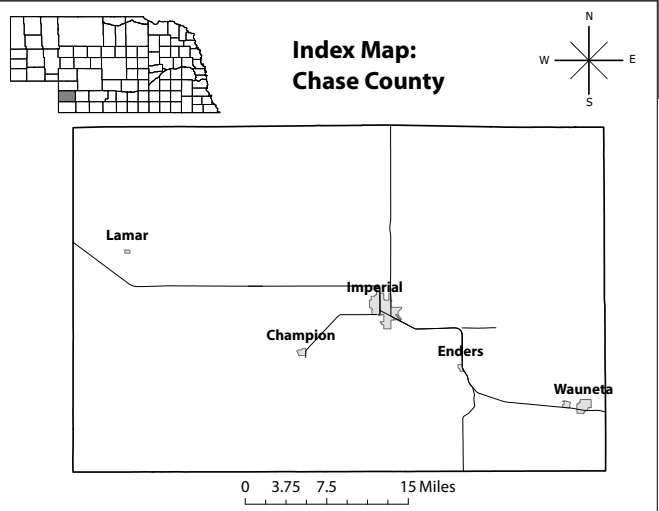 Index Map:
Chase County
N
W E
S
Lamar
Imperial
Champion
Enders
Wauneta
0 3.75 7.5 15 Miles